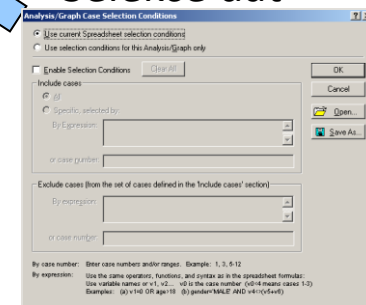 Analysis/Graph Case Selection Conditions
Use current Spreadsheet selection conditions
Use selection conditions for this Analysis/Graph only
Enable Selection Conditions Clear All
OK
Include cases
Cancel
All
Specific, selected by:
Open...
By Expression:
Save As...
or case number:
Exclude cases (from the set of cases defined in the 'Include cases' section)
By expression:
or case number:
By case number: Enter case numbers and/or ranges. Example: 1, 3, 5-12
By expression: Use the same operators, functions, and syntax as in the spreadsheet formulas:
Use variable names or v1, v2... v0 is the case number (v0<4 means cases 1-3)
Examples: (a) v1=0 OR age>18 (b) gender='MALE' AND v4<>(v5+v6)